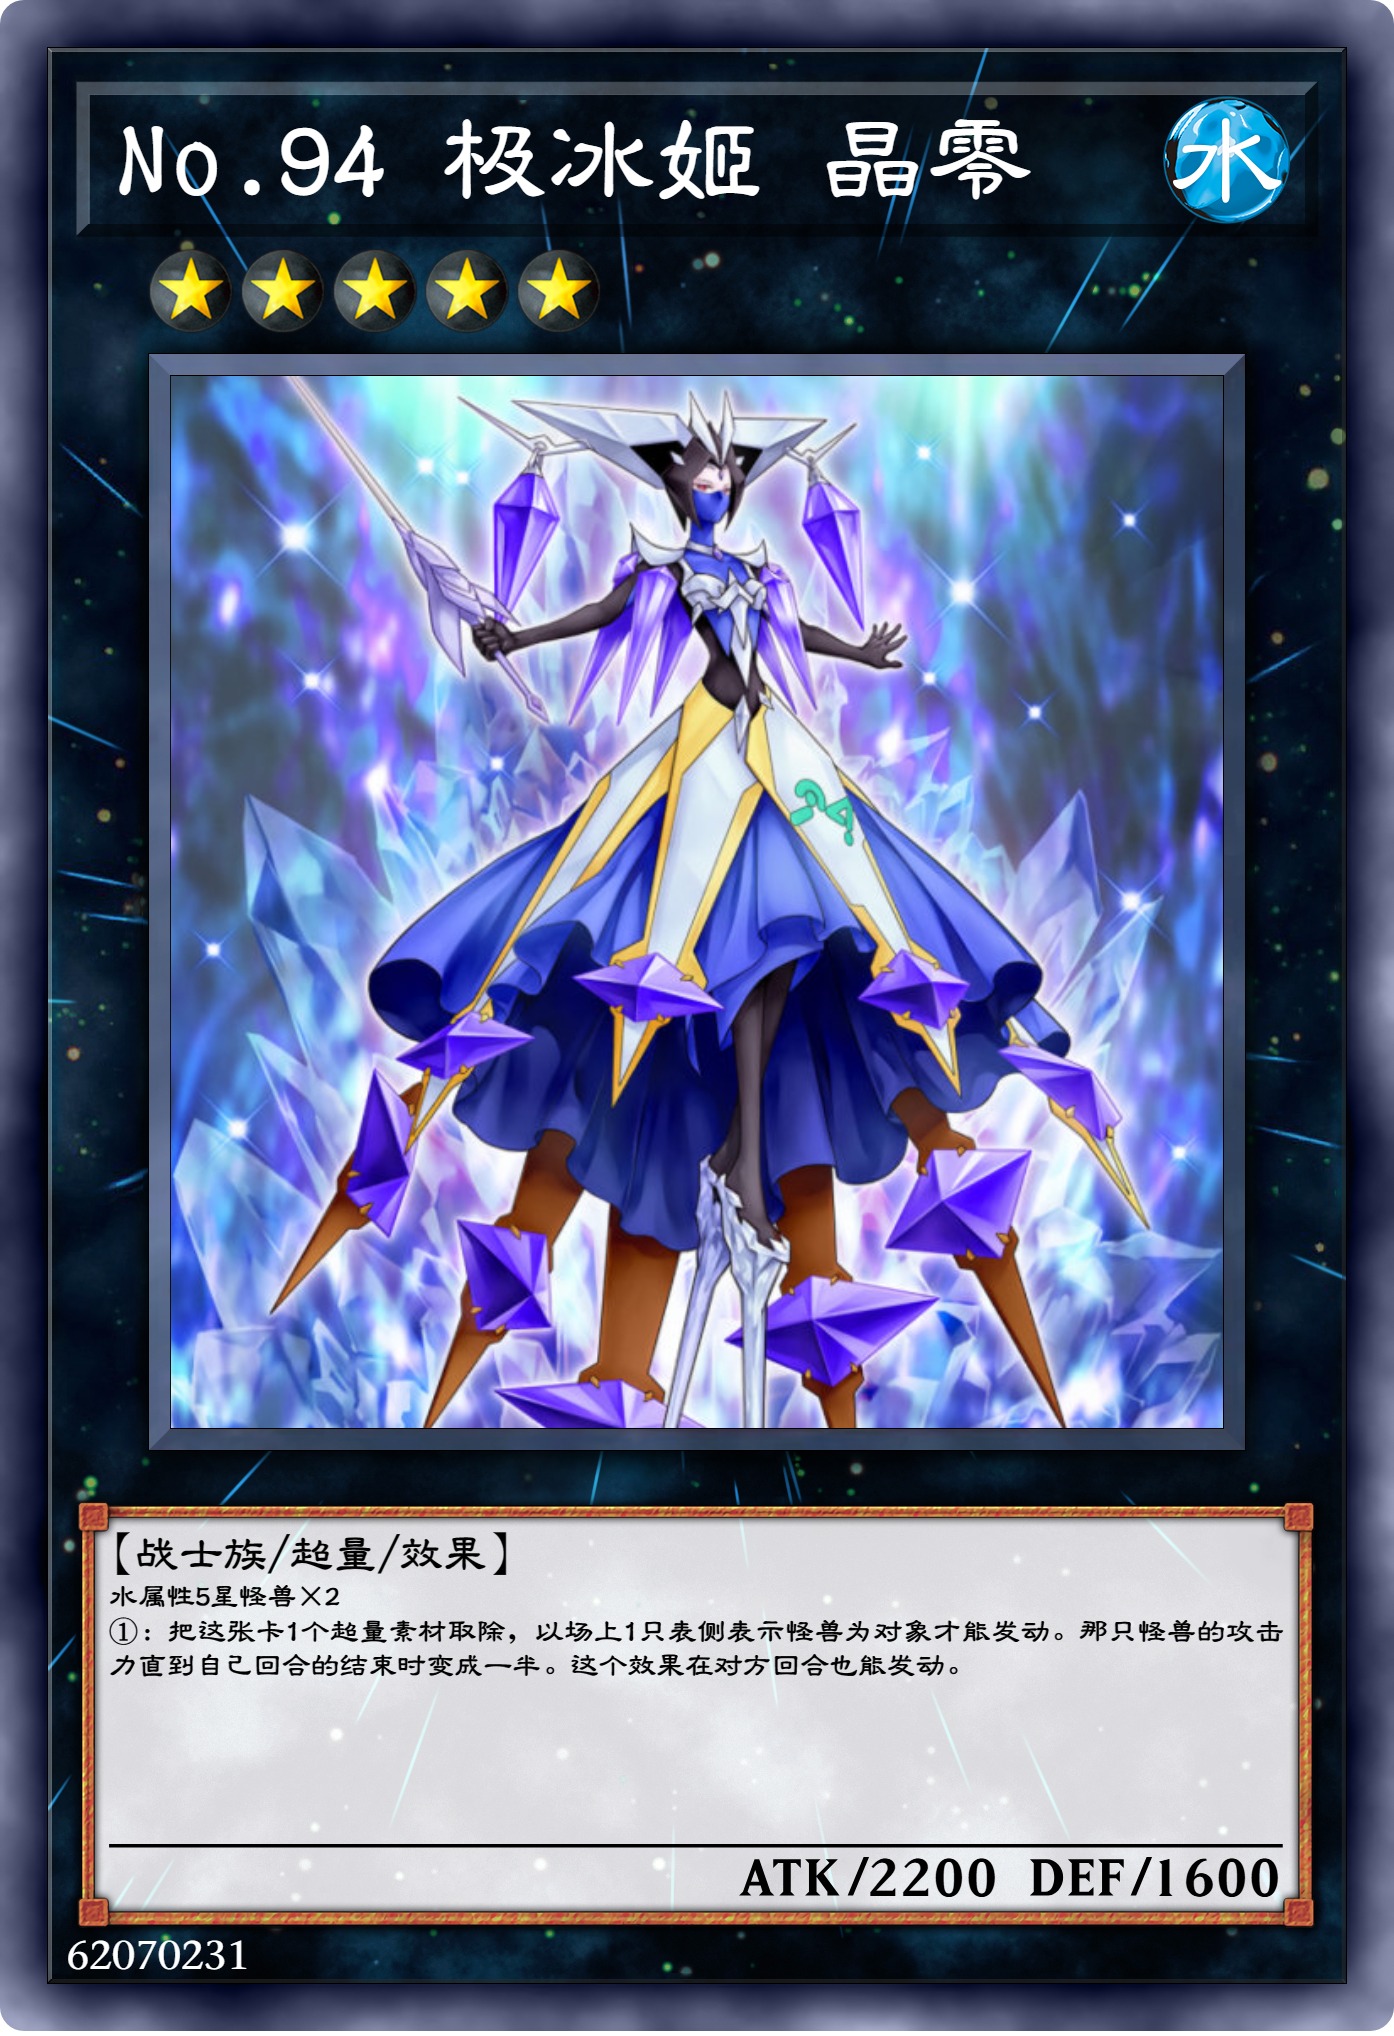 No.94 极冰姬 晶零
水
【战士族/超量/效果】
水属性5星怪兽×2
①：把这张卡1个超量素材取除，以场上1只表侧表示怪兽为对象才能发动。那只怪兽的攻击
力直到自己回合的结束时变成一半。这个效果在对方回合也能发动。
ATK/2200 DEF/1600
62070231